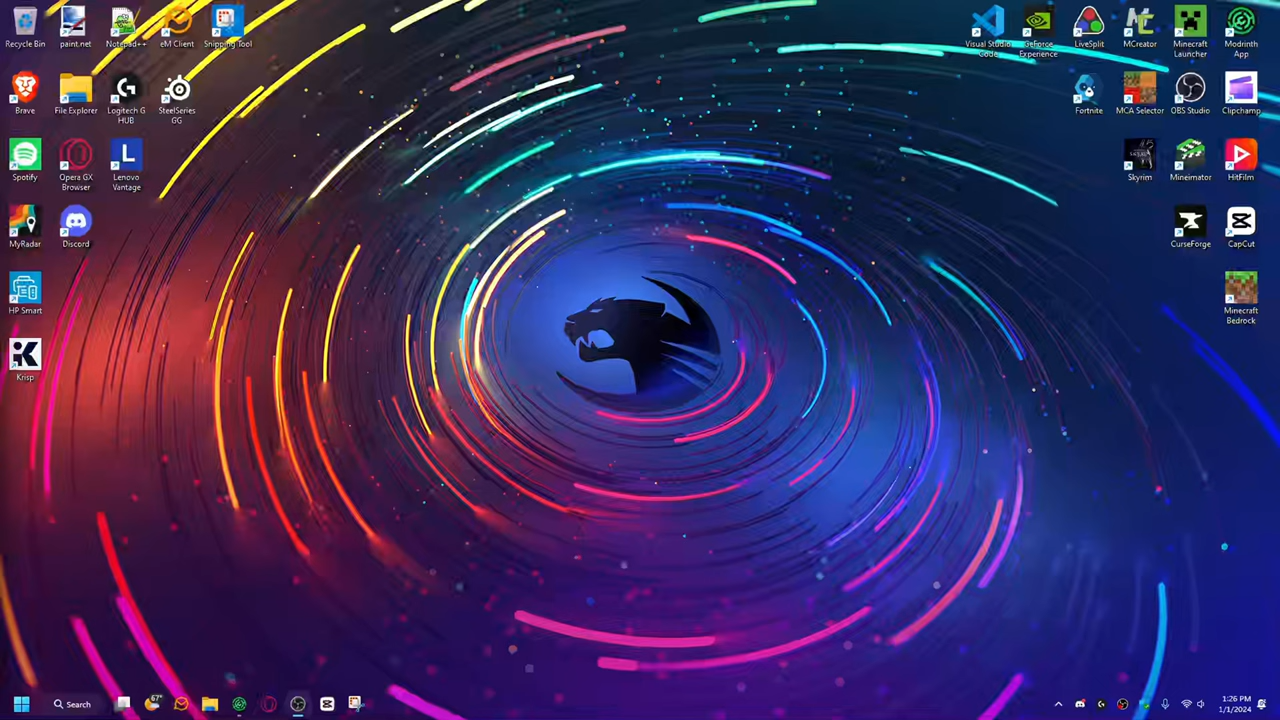 Recycle Bin
paint.net
Notepad++
eM Client
Snipping Tool
Visual Studio
Code
GeForce
Experience
LiveSplit
MCreator
Minecraft
Launcher
Modrinth
App
Brave
File Explorer
Logitech G
HUB
SteelSeries
GG
Fortnite
MCA Selector
OBS Studio
Clipchamp
Spotify
Opera GX
Browser
Lenovo
Vantage
Skyrim
Mineimator
HitFilm
MyRadar
Discord
CurseForge
CapCut
HP Smart
Minecraft
Bedrock
Krisp
Search
67°
1:26 PM
1/1/2024